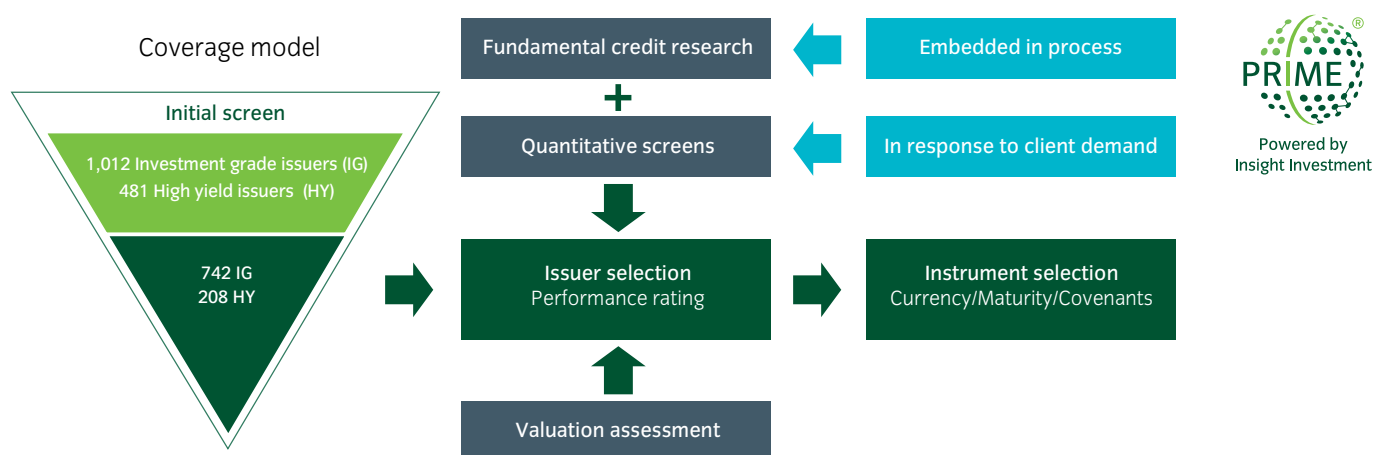 Coverage model
Initial screen
1,012 Investment grade issuers (IG)
481 High yield issuers (HY)
742 IG
208 HY
Fundamental credit research
+
Quantitative screens
Embedded in process
In response to client demand
Issuer selection
Performance rating
Instrument selection
Currency/Maturity/Covenants
Valuation assessment
PRIME®
Powered by
Insight Investment